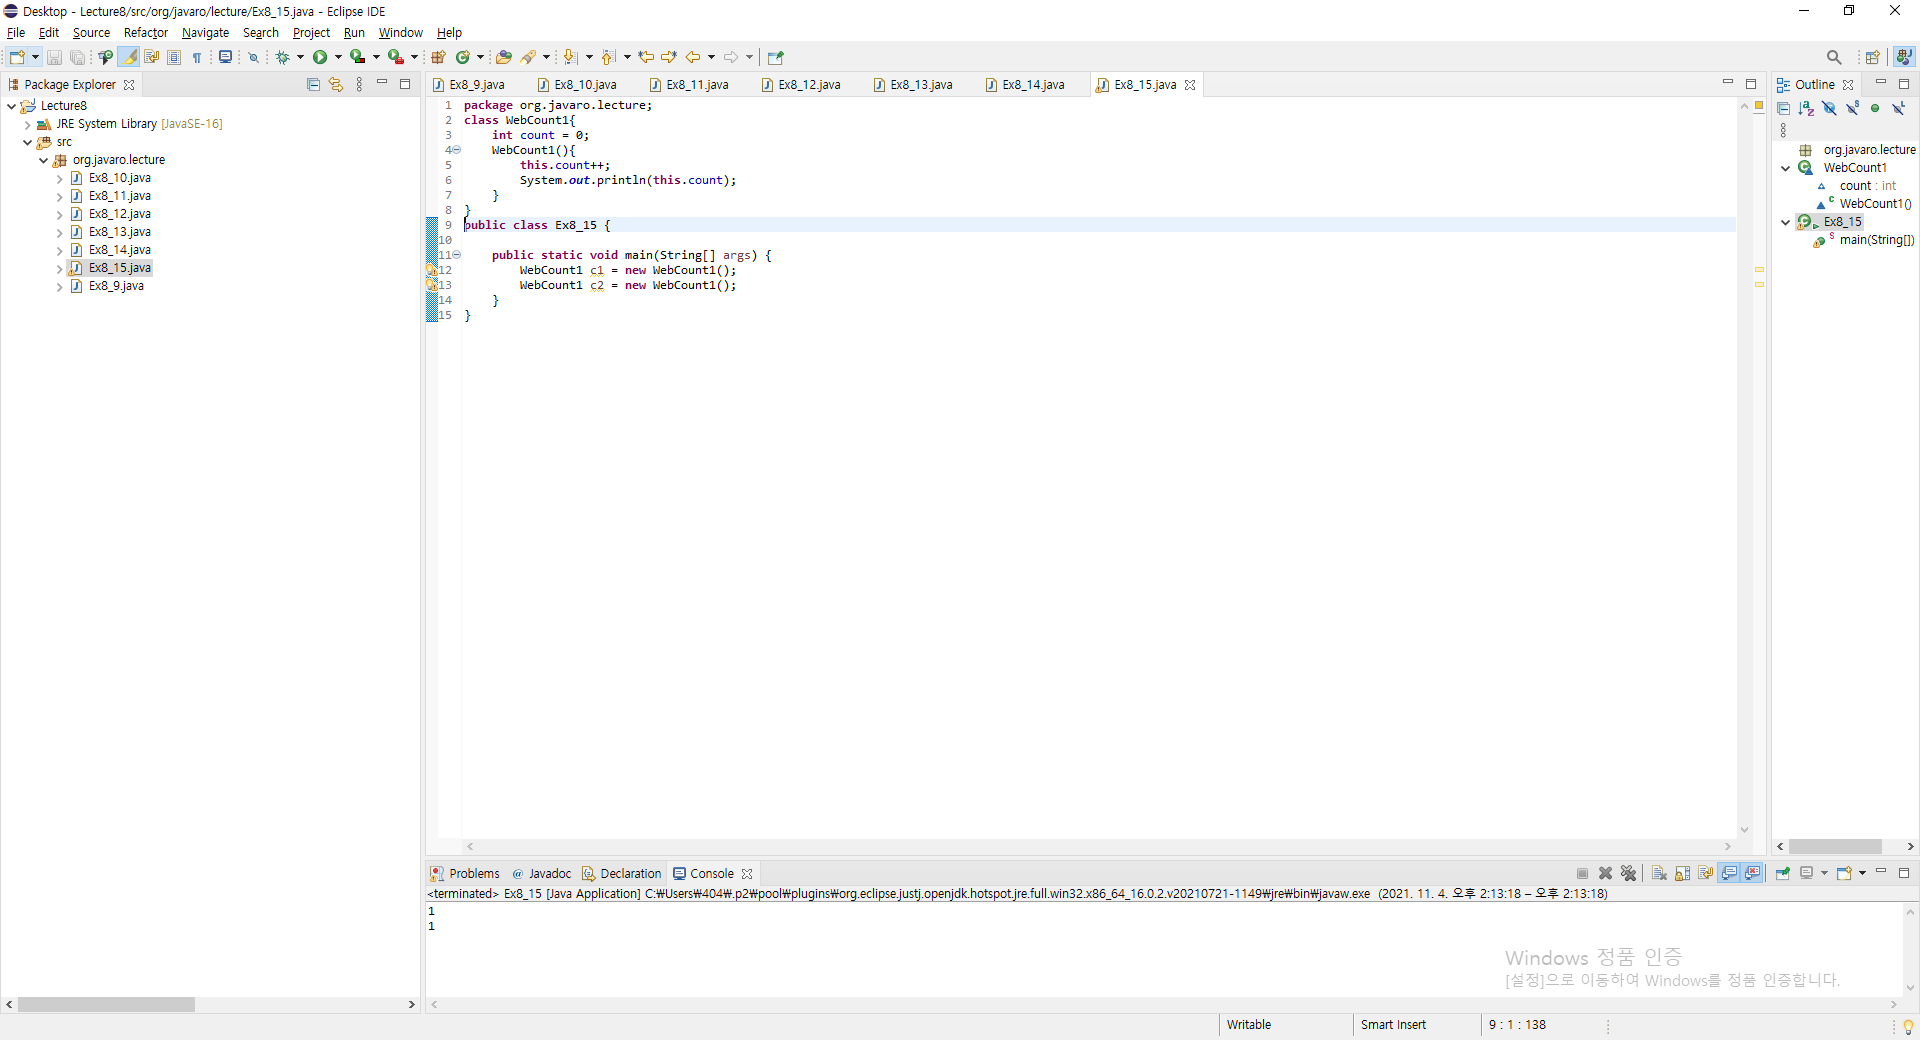 Desktop - Lecture8/src/org/javaro/lecture/Ex8_15.java - Eclipse IDE
File Edit Source Refactor Navigate Search Project Run Window Help
Package Explorer
Lecture8
JRE System Library [JavaSE-16]
src
org.javaro.lecture
Ex8_10.java
Ex8_11.java
Ex8_12.java
Ex8_13.java
Ex8_14.java
Ex8_15.java
Ex8_9.java
Ex8_9.java Ex8_10.java Ex8_11.java Ex8_12.java Ex8_13.java Ex8_14.java Ex8_15.java
1 package org.javaro.lecture;
2 class WebCount1{
3 int count = 0;
4 WebCount1(){
5 this.count++;
6 System.out.println(this.count);
7 }
8 }
9 public class Ex8_15 {
10
11 public static void main(String[] args) {
12 WebCount1 c1 = new WebCount1();
13 WebCount1 c2 = new WebCount1();
14 }
15 }
Outline
org.javaro.lecture
WebCount1
count : int
WebCount1()
Ex8_15
main(String[])
Problems @ Javadoc Declaration Console
<terminated> Ex8_15 [Java Application] C:₩Users₩404₩.p2₩pool₩plugins₩org.eclipse.justj.openjdk.hotspot.jre.full.win32.x86_64_16.0.2.v20210721-1149₩jre₩bin₩javaw.exe (2021. 11. 4. 오후 2:13:18 – 오후 2:13:18)
1
1
Windows 정품 인증
[설정]으로 이동하여 Windows를 정품 인증합니다.
Writable Smart Insert 9 : 1 : 138